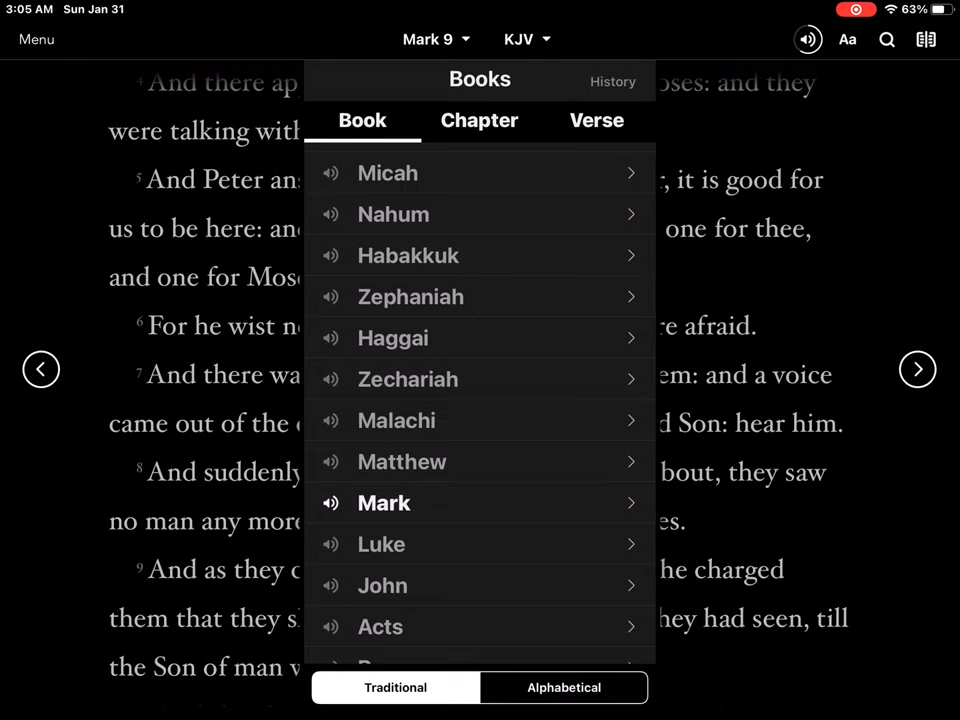 3:05 AM Sun Jan 31 63%
Menu Mark 9 KJV Aa
Books History
Book Chapter Verse
Micah
Nahum
Habakkuk
Zephaniah
Haggai
Zechariah
Malachi
Matthew
Mark
Luke
John
Acts
Traditional Alphabetical
4 And there ap oses: and they
were talking with
5 And Peter ans r, it is good for
us to be here: and one for thee,
and one for Mos
6 For he wist n re afraid.
7 And there wa em: and a voice
came out of the d Son: hear him.
8 And suddenly bout, they saw
no man any more es.
9 And as they c he charged
them that they s hey had seen, till
the Son of man